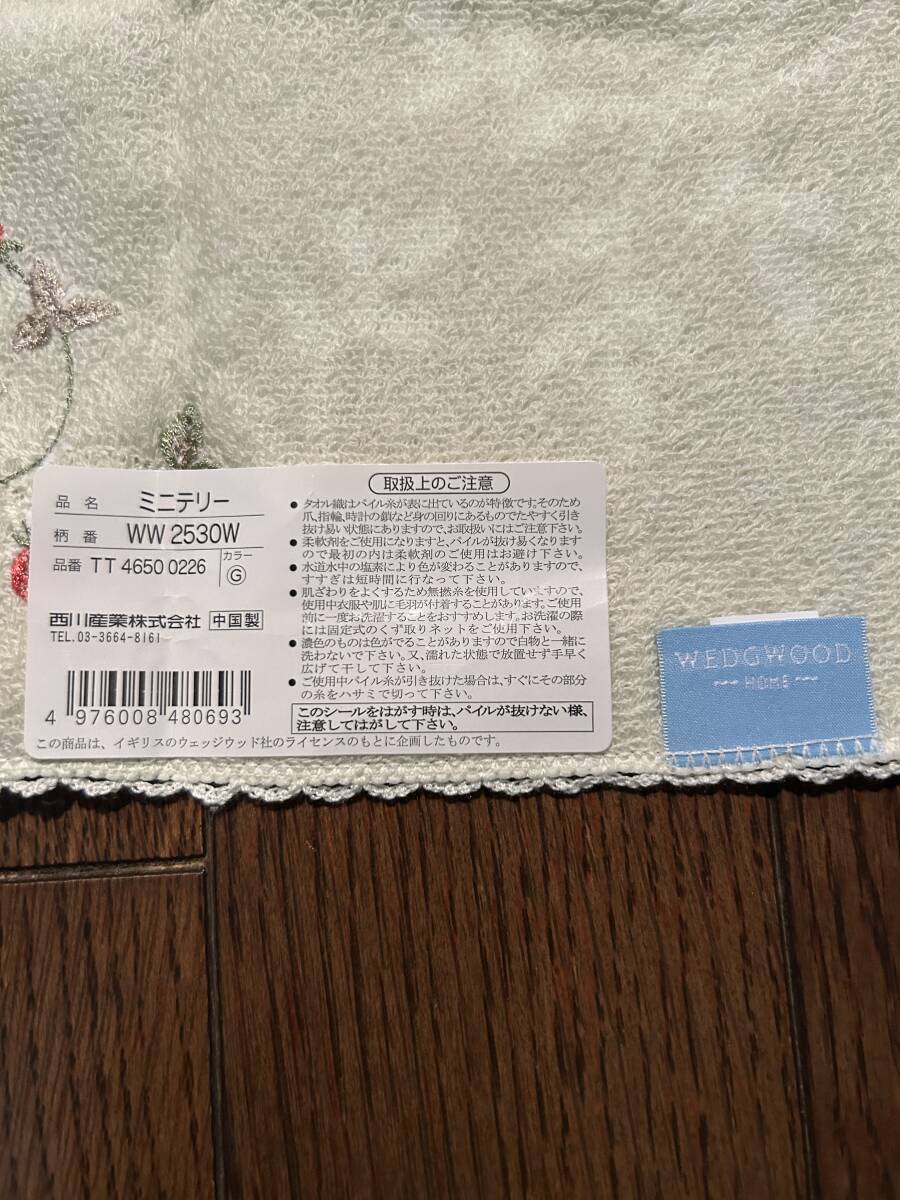 品名 ミニテリー
柄番 WW 2530W
品番 TT 4650 0226 カラー G
西川産業株式会社 中国製
TEL. 03-3664-8161
4 976008 480693
取扱上のご注意
● タオル織はパイル糸が表に出ているのが特徴です。そのため
爪、指輪、時計の鎖など身の回りにあるものでたやすく引き
抜け易い状態にありますので、お取扱いにはご注意下さい。
● 柔軟剤をご使用になりますと、パイルが抜け易くなります
ので最初の内は柔軟剤のご使用はお避け下さい。
● 水道水中の塩素により色が変わることがありますので、
すすぎは短時間に行なって下さい。
● 肌ざわりをよくするため無撚糸を使用していますので、
使用中衣服や肌に毛羽が付着することがあります。ご使用
前に一度お洗濯することをおすすめします。お洗濯の際
には固定式のくず取りネットをご使用下さい。
● 濃色のものは色がでることがありますので白物と一緒に
洗わないで下さい。又、濡れた状態で放置せず手早く
広げて干して下さい。
● ご使用中パイル糸が引き抜けた場合は、すぐにその部分
の糸をハサミで切って下さい。
このシールをはがす時は、パイルが抜けない様、
注意してはがして下さい。
この商品は、イギリスのウェッジウッド社のライセンスのもとに企画したものです。
WEDGWOOD
HOME